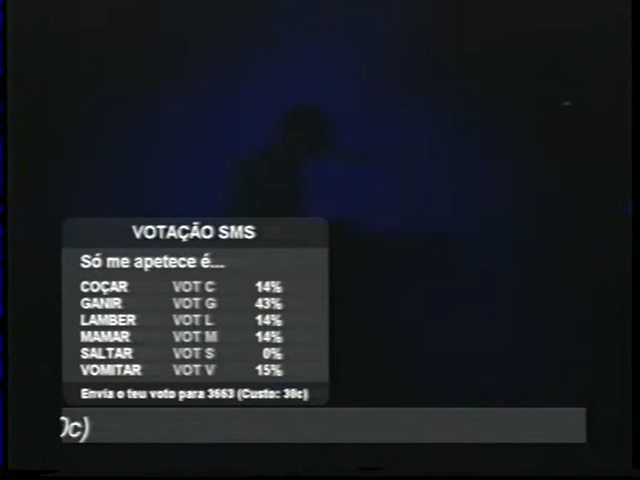 VOTAÇÃO SMS
Só me apetece é...
COÇAR VOT C 14%
GANIR VOT G 43%
LAMBER VOT L 14%
MAMAR VOT M 14%
SALTAR VOT S 0%
VOMITAR VOT V 15%
Envia o teu voto para 3663 (Custo: 30c)
0c)